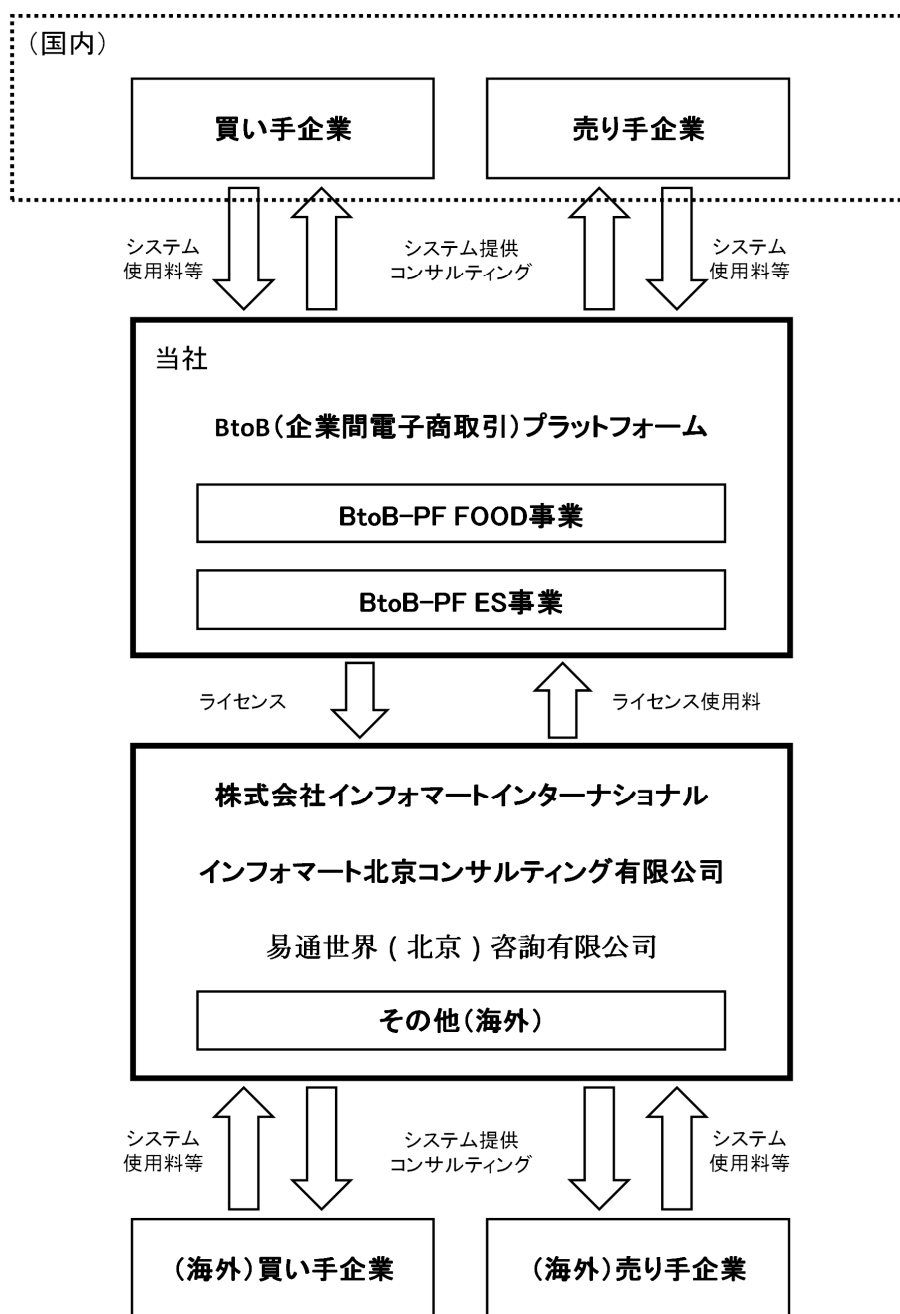 （国内）
買い手企業
売り手企業
システム
使用料等
システム提供
コンサルティング
システム
使用料等
当社
BtoB（企業間電子商取引）プラットフォーム
BtoB−PF FOOD事業
BtoB−PF ES事業
ライセンス
ライセンス使用料
株式会社インフォマートインターナショナル
インフォマート北京コンサルティング有限公司
易通世界（北京）咨詢有限公司
その他（海外）
システム
使用料等
システム提供
コンサルティング
システム
使用料等
（海外）買い手企業
（海外）売り手企業